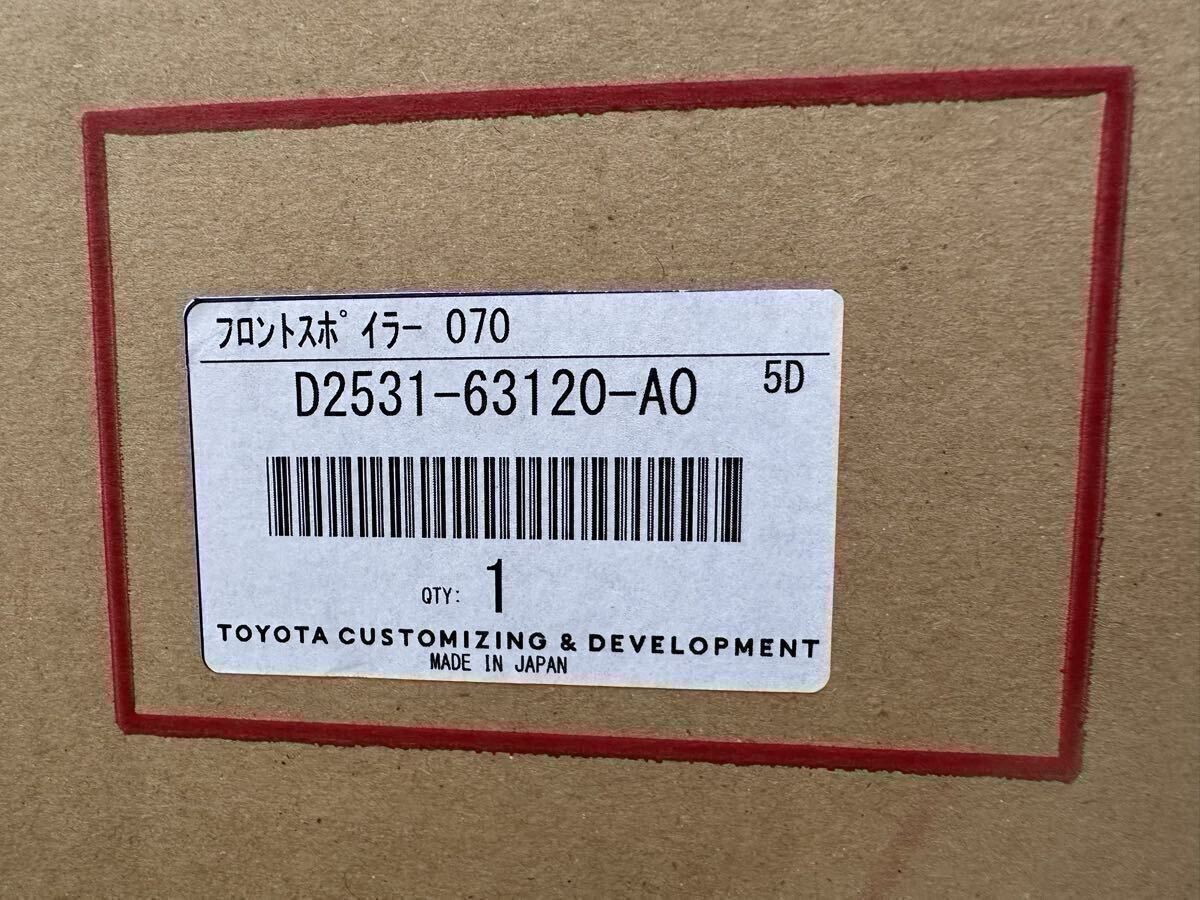 フロントスポイラー 070
D2531-63120-A0 5D
QTY: 1
TOYOTA CUSTOMIZING & DEVELOPMENT
MADE IN JAPAN